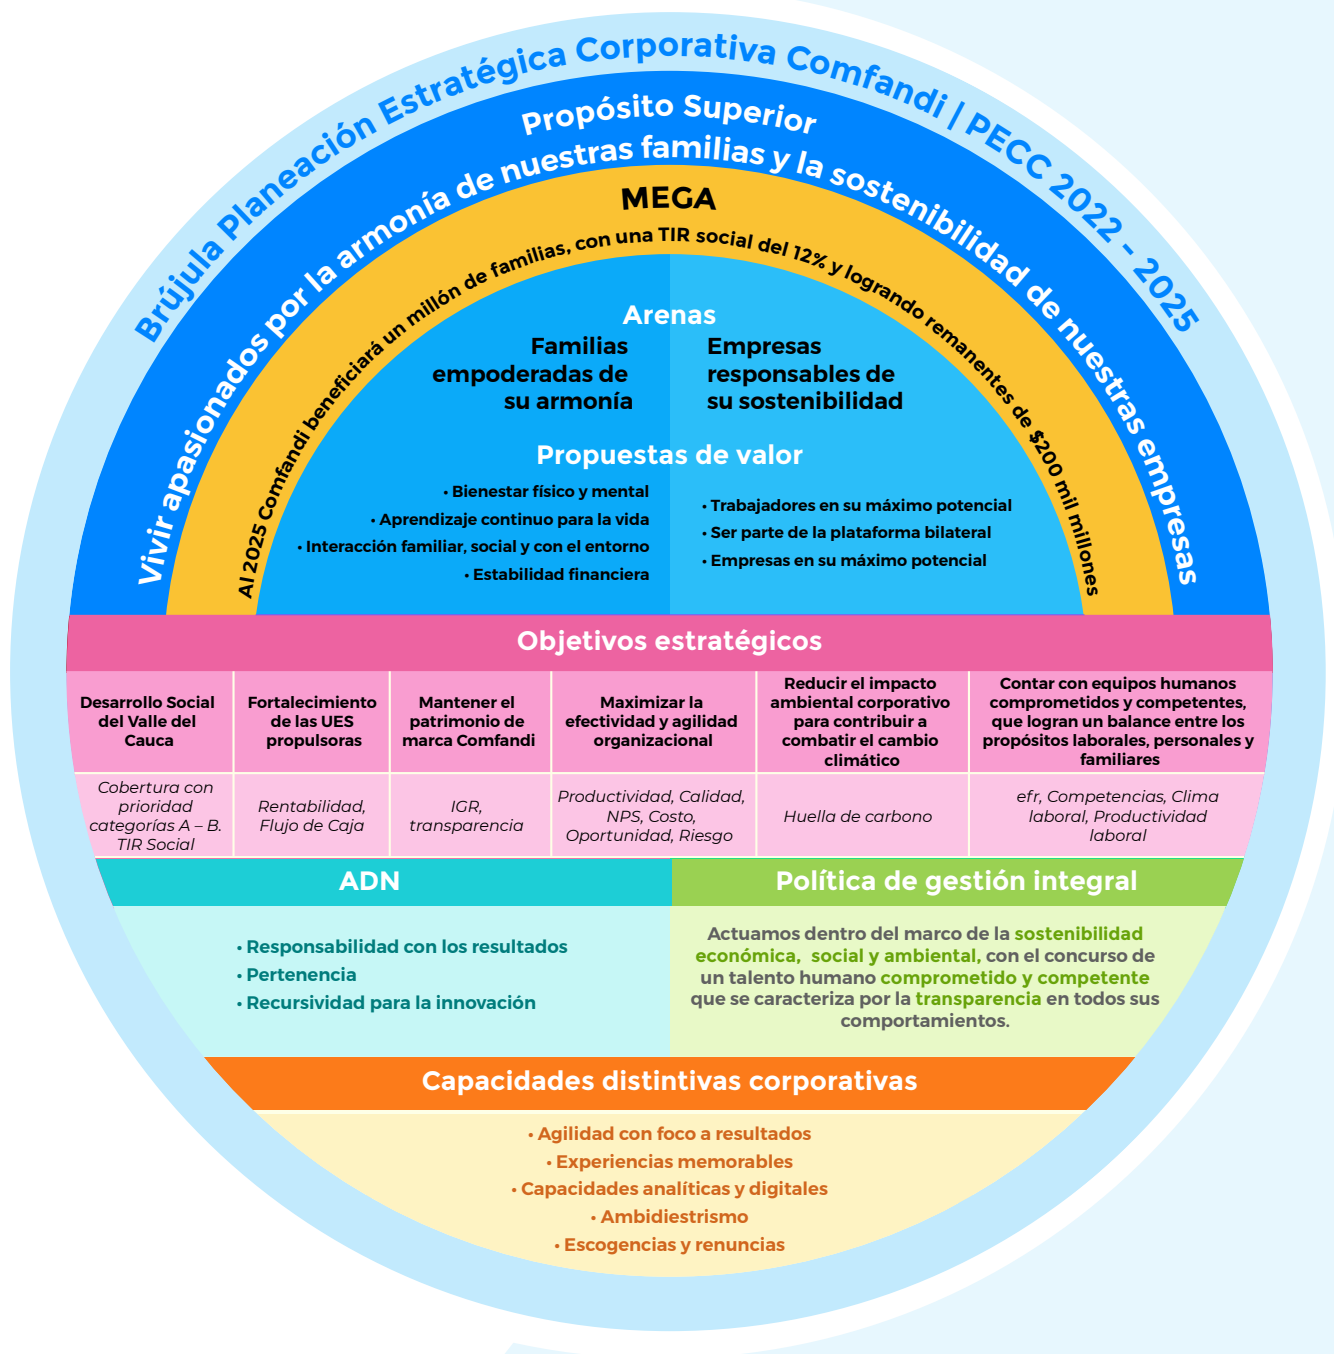 Brújula Planeación Estratégica Corporativa Comfandi | PECC 2022 - 2025
Propósito Superior
Vivir apasionados por la armonía de nuestras familias y la sostenibilidad de nuestras empresas
MEGA
Al 2025 Comfandi beneficiará un millón de familias, con una TIR social del 12% y logrando remanentes de $200 mil millones
Arenas
Familias
empoderadas de
su armonía
Empresas
responsables de
su sostenibilidad
Propuestas de valor
• Bienestar físico y mental
• Aprendizaje continuo para la vida
• Interacción familiar, social y con el entorno
• Estabilidad financiera
• Trabajadores en su máximo potencial
• Ser parte de la plataforma bilateral
• Empresas en su máximo potencial
Objetivos estratégicos
Desarrollo Social
del Valle del
Cauca
Fortalecimiento
de las UES
propulsoras
Mantener el
patrimonio de
marca Comfandi
Maximizar la
efectividad y agilidad
organizacional
Reducir el impacto
ambiental corporativo
para contribuir a
combatir el cambio
climático
Contar con equipos humanos
comprometidos y competentes,
que logran un balance entre los
propósitos laborales, personales y
familiares
Cobertura con
prioridad
categorías A – B.
TIR Social
Rentabilidad,
Flujo de Caja
IGR,
transparencia
Productividad, Calidad,
NPS, Costo,
Oportunidad, Riesgo
Huella de carbono
efr, Competencias, Clima
laboral, Productividad
laboral
ADN
• Responsabilidad con los resultados
• Pertenencia
• Recursividad para la innovación
Política de gestión integral
Actuamos dentro del marco de la sostenibilidad
económica, social y ambiental, con el concurso de
un talento humano comprometido y competente
que se caracteriza por la transparencia en todos sus
comportamientos.
Capacidades distintivas corporativas
• Agilidad con foco a resultados
• Experiencias memorables
• Capacidades analíticas y digitales
• Ambidiestrismo
• Escogencias y renuncias